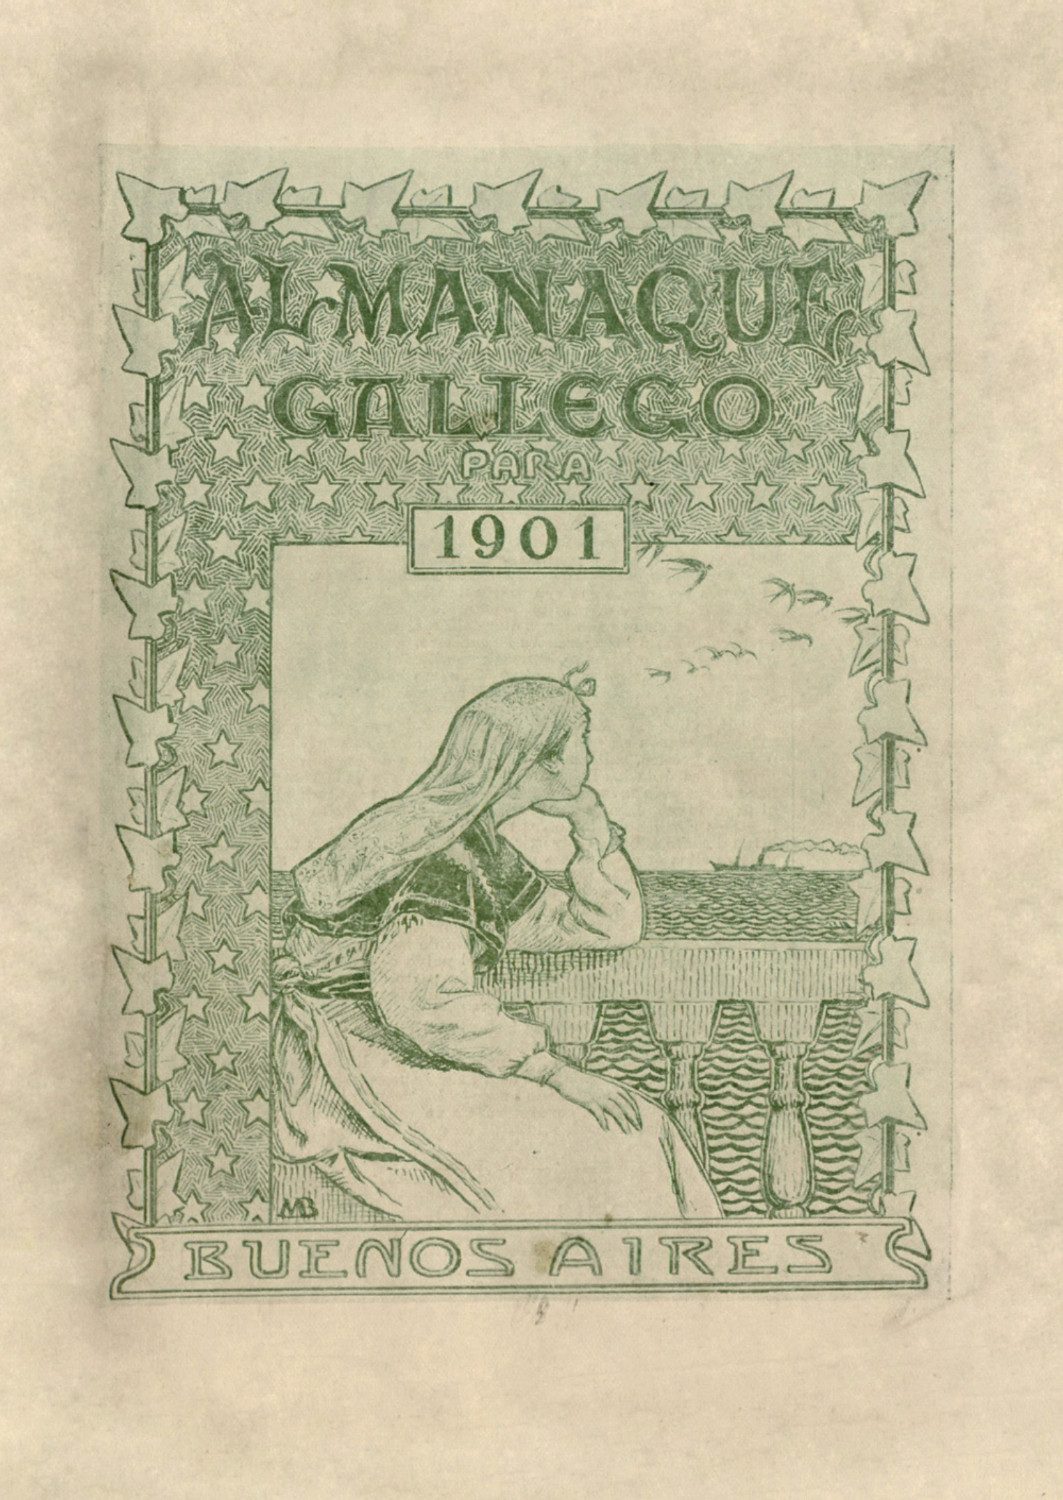 ALMANAQUE
GALLEGO
PARA
1901
MB
BUENOS AIRES